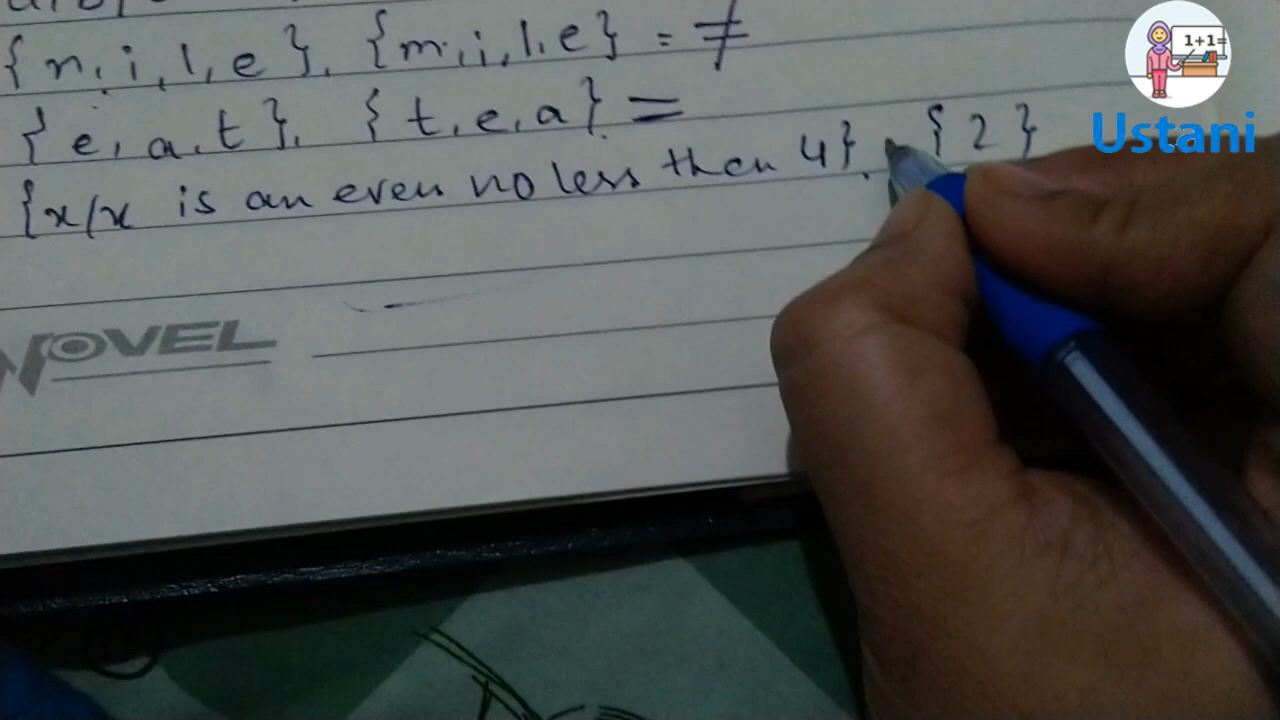 {n, i, l, e}, {m, i, l, e} = ≠
{e, a, t}, {t, e, a} =
{x/x is an even no less then 4}, {2}
NOVEL
1+1=
Ustani